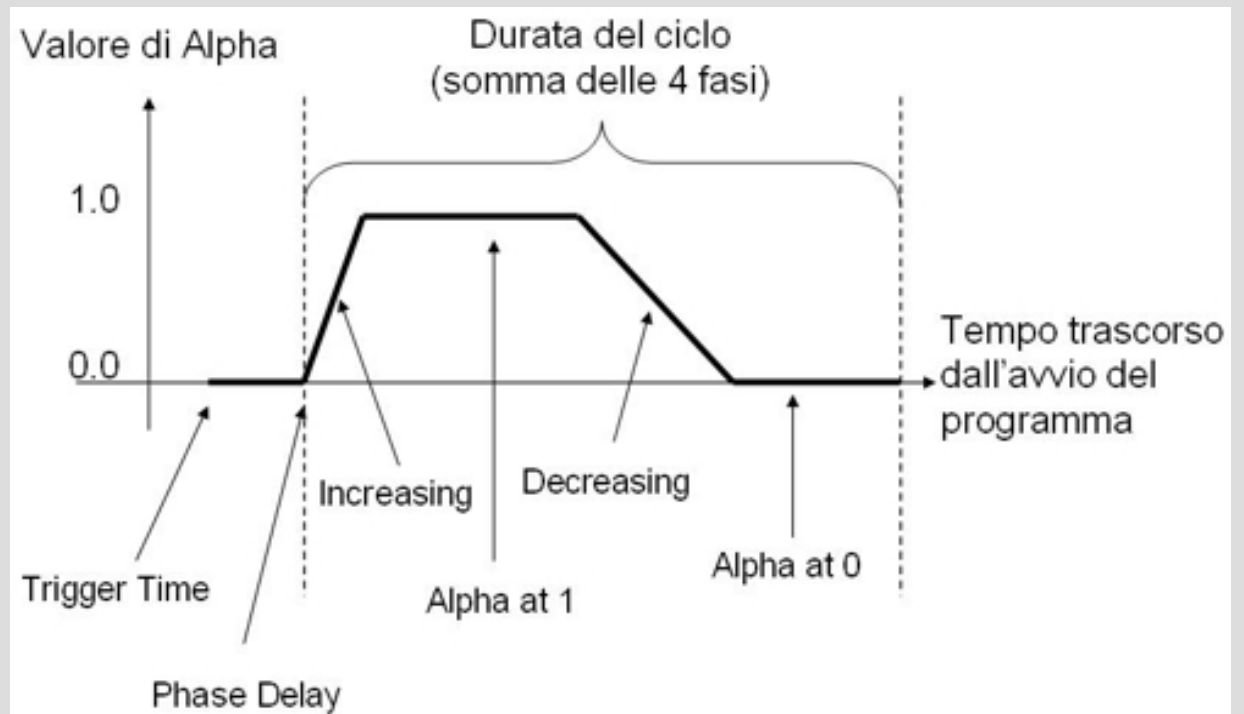 Valore di Alpha
Durata del ciclo
(somma delle 4 fasi)
1.0
0.0
Tempo trascorso
dall'avvio del
programma
Increasing
Decreasing
Trigger Time
Alpha at 1
Alpha at 0
Phase Delay